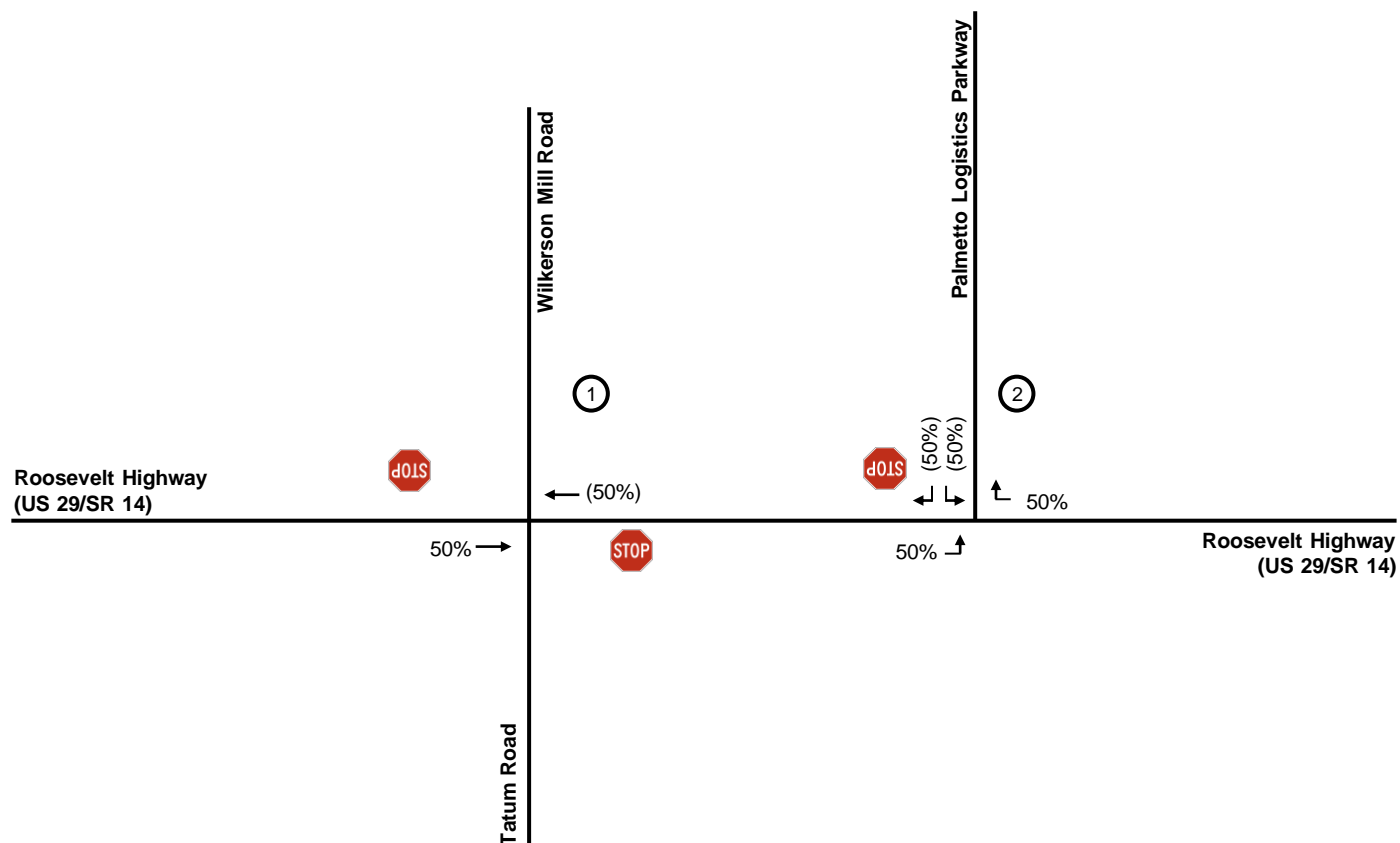 Palmetto Logistics Parkway
Wilkerson Mill Road
1
2
(50%)
(50%)
STOP
STOP
Roosevelt Highway
(US 29/SR 14)
(50%)
50%
50%
STOP
50%
Roosevelt Highway
(US 29/SR 14)
Tatum Road